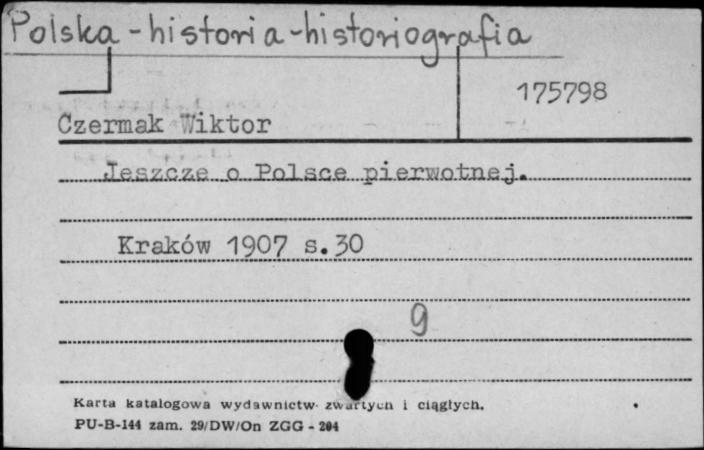 Polska - historia - historiografia
175798
Czermak Wiktor
Jeszcze o Polsce pierwotnej.
Kraków 1907 s.30
9
Karta katalogowa wydawnictw zwartych i ciągłych.
PU-B-144 zam. 29/DW/On ZGG - 204